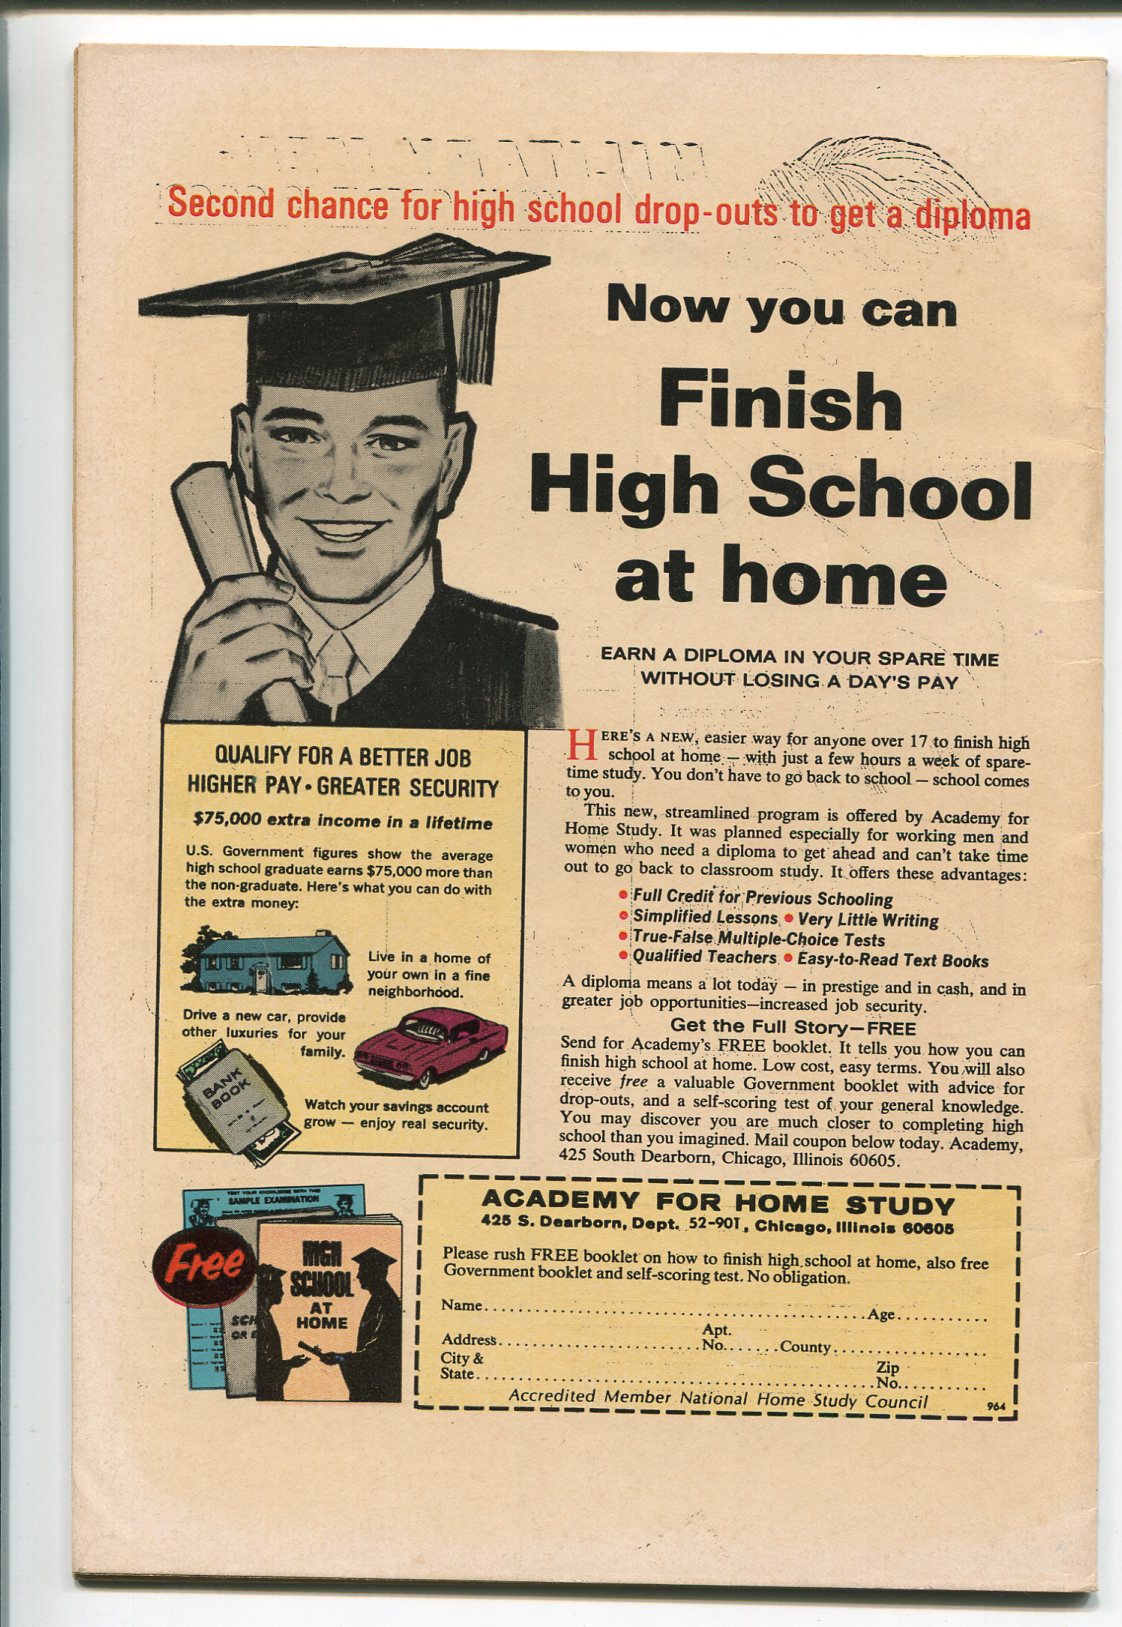 Second chance for high school drop-outs to get a diploma
Now you can
Finish
High School
at home
EARN A DIPLOMA IN YOUR SPARE TIME
WITHOUT LOSING A DAY'S PAY
QUALIFY FOR A BETTER JOB
HIGHER PAY • GREATER SECURITY
$75,000 extra income in a lifetime
U.S. Government figures show the average
high school graduate earns $75,000 more than
the non-graduate. Here's what you can do with
the extra money:
Live in a home of
your own in a fine
neighborhood.
Drive a new car, provide
other luxuries for your
family.
BANK
BOOK
Watch your savings account
grow — enjoy real security.
HERE'S A NEW, easier way for anyone over 17 to finish high
school at home — with just a few hours a week of spare-
time study. You don't have to go back to school — school comes
to you.
This new, streamlined program is offered by Academy for
Home Study. It was planned especially for working men and
women who need a diploma to get ahead and can't take time
out to go back to classroom study. It offers these advantages:
• Full Credit for Previous Schooling
• Simplified Lessons • Very Little Writing
• True-False Multiple-Choice Tests
• Qualified Teachers • Easy-to-Read Text Books
A diploma means a lot today — in prestige and in cash, and in
greater job opportunities—increased job security.
Get the Full Story—FREE
Send for Academy's FREE booklet. It tells you how you can
finish high school at home. Low cost, easy terms. You will also
receive free a valuable Government booklet with advice for
drop-outs, and a self-scoring test of your general knowledge.
You may discover you are much closer to completing high
school than you imagined. Mail coupon below today. Academy,
425 South Dearborn, Chicago, Illinois 60605.
TEST YOUR KNOWLEDGE WITH THIS
SAMPLE EXAMINATION
Free
SCH
OR
HIGH
SCHOOL
AT
HOME
ACADEMY FOR HOME STUDY
425 S. Dearborn, Dept. 52-901, Chicago, Illinois 60605
Please rush FREE booklet on how to finish high school at home, also free
Government booklet and self-scoring test. No obligation.
Name..........Age..........
Address..........Apt. No.......County..........
City & State..........Zip No..........
Accredited Member National Home Study Council
964